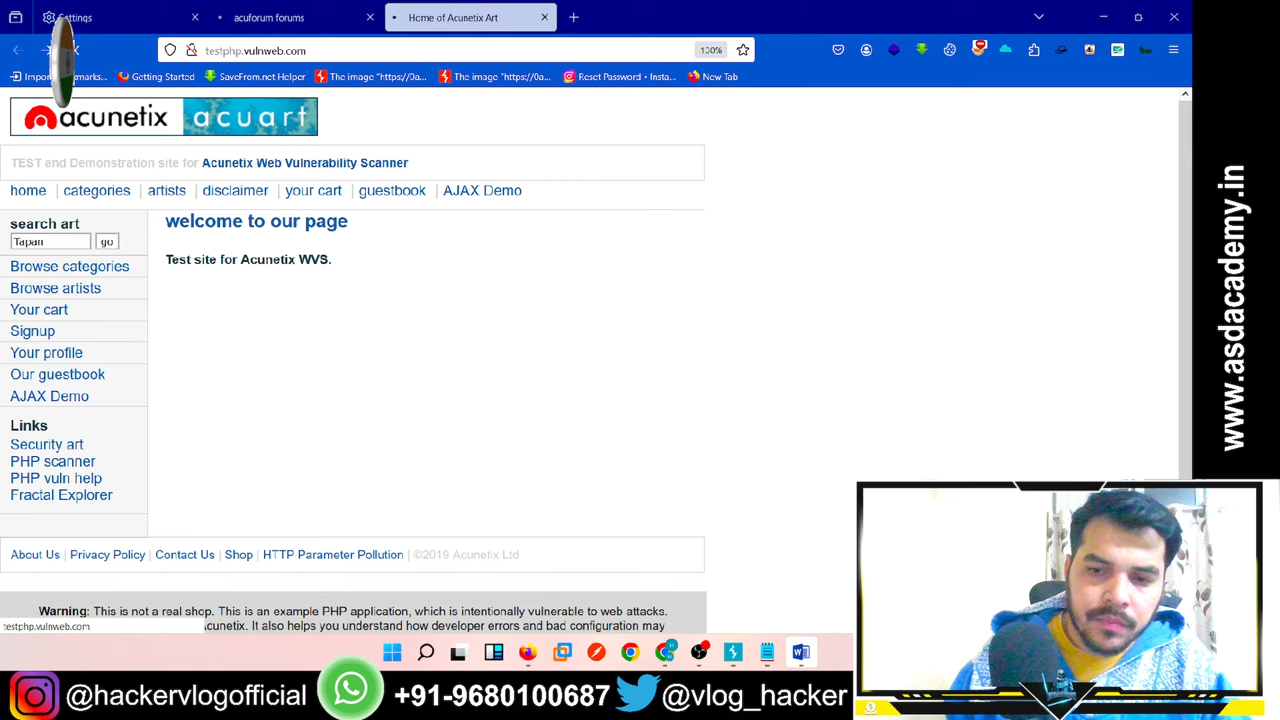 Settings
acuforum forums
Home of Acunetix Art
testphp.vulnweb.com
130%
Getting Started
SaveFrom.net Helper
The image "https://0a...
The image "https://0a...
Reset Password • Insta...
New Tab
acunetix acuart
TEST and Demonstration site for Acunetix Web Vulnerability Scanner
home categories artists disclaimer your cart guestbook AJAX Demo
search art
Tapan go
Browse categories
Browse artists
Your cart
Signup
Your profile
Our guestbook
AJAX Demo
Links
Security art
PHP scanner
PHP vuln help
Fractal Explorer
welcome to our page
Test site for Acunetix WVS.
About Us | Privacy Policy | Contact Us | Shop | HTTP Parameter Pollution | ©2019 Acunetix Ltd
Warning: This is not a real shop. This is an example PHP application, which is intentionally vulnerable to web attacks.
Acunetix. It also helps you understand how developer errors and bad configuration may
testphp.vulnweb.com
www.asdacademy.in
@hackervlogofficial
+91-9680100687
@vlog_hacker